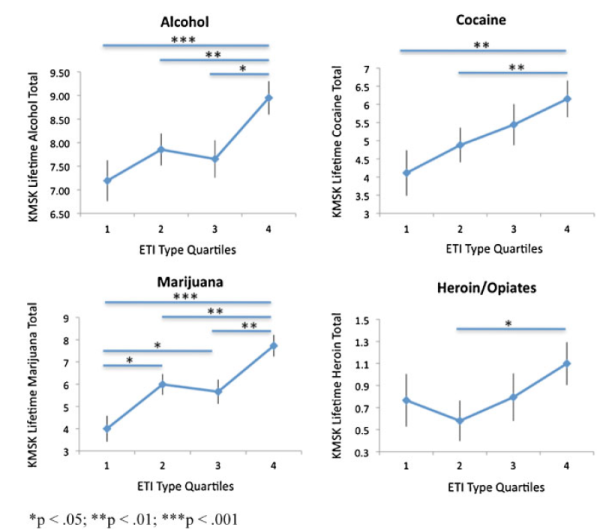 Alcohol
***
**
*
KMSK Lifetime Alcohol Total
9.50
9.00
8.50
8.00
7.50
7.00
6.50
1 2 3 4
ETI Type Quartiles
Cocaine
**
**
KMSK Lifetime Cocaine Total
7
6.5
6
5.5
5
4.5
4
3.5
3
1 2 3 4
ETI Type Quartiles
Marijuana
***
**
**
*
*
KMSK Lifetime Marijuana Total
9
8
7
6
5
4
3
1 2 3 4
ETI Type Quartiles
Heroin/Opiates
*
KMSK Lifetime Heroin Total
1.5
1.3
1.1
0.9
0.7
0.5
0.3
1 2 3 4
ETI Type Quartiles
*p < .05; **p < .01; ***p < .001